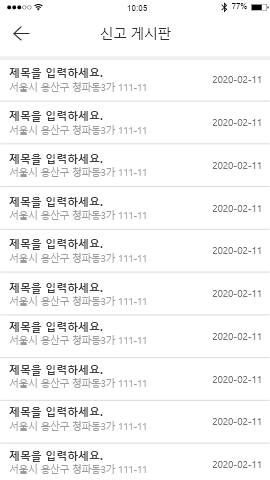 10:05
77%
신고 게시판
제목을 입력하세요.
서울시 용산구 청파동3가 111-11
2020-02-11
제목을 입력하세요.
서울시 용산구 청파동3가 111-11
2020-02-11
제목을 입력하세요.
서울시 용산구 청파동3가 111-11
2020-02-11
제목을 입력하세요.
서울시 용산구 청파동3가 111-11
2020-02-11
제목을 입력하세요.
서울시 용산구 청파동3가 111-11
2020-02-11
제목을 입력하세요.
서울시 용산구 청파동3가 111-11
2020-02-11
제목을 입력하세요.
서울시 용산구 청파동3가 111-11
2020-02-11
제목을 입력하세요.
서울시 용산구 청파동3가 111-11
2020-02-11
제목을 입력하세요.
서울시 용산구 청파동3가 111-11
2020-02-11
제목을 입력하세요.
서울시 용산구 청파동3가 111-11
2020-02-11